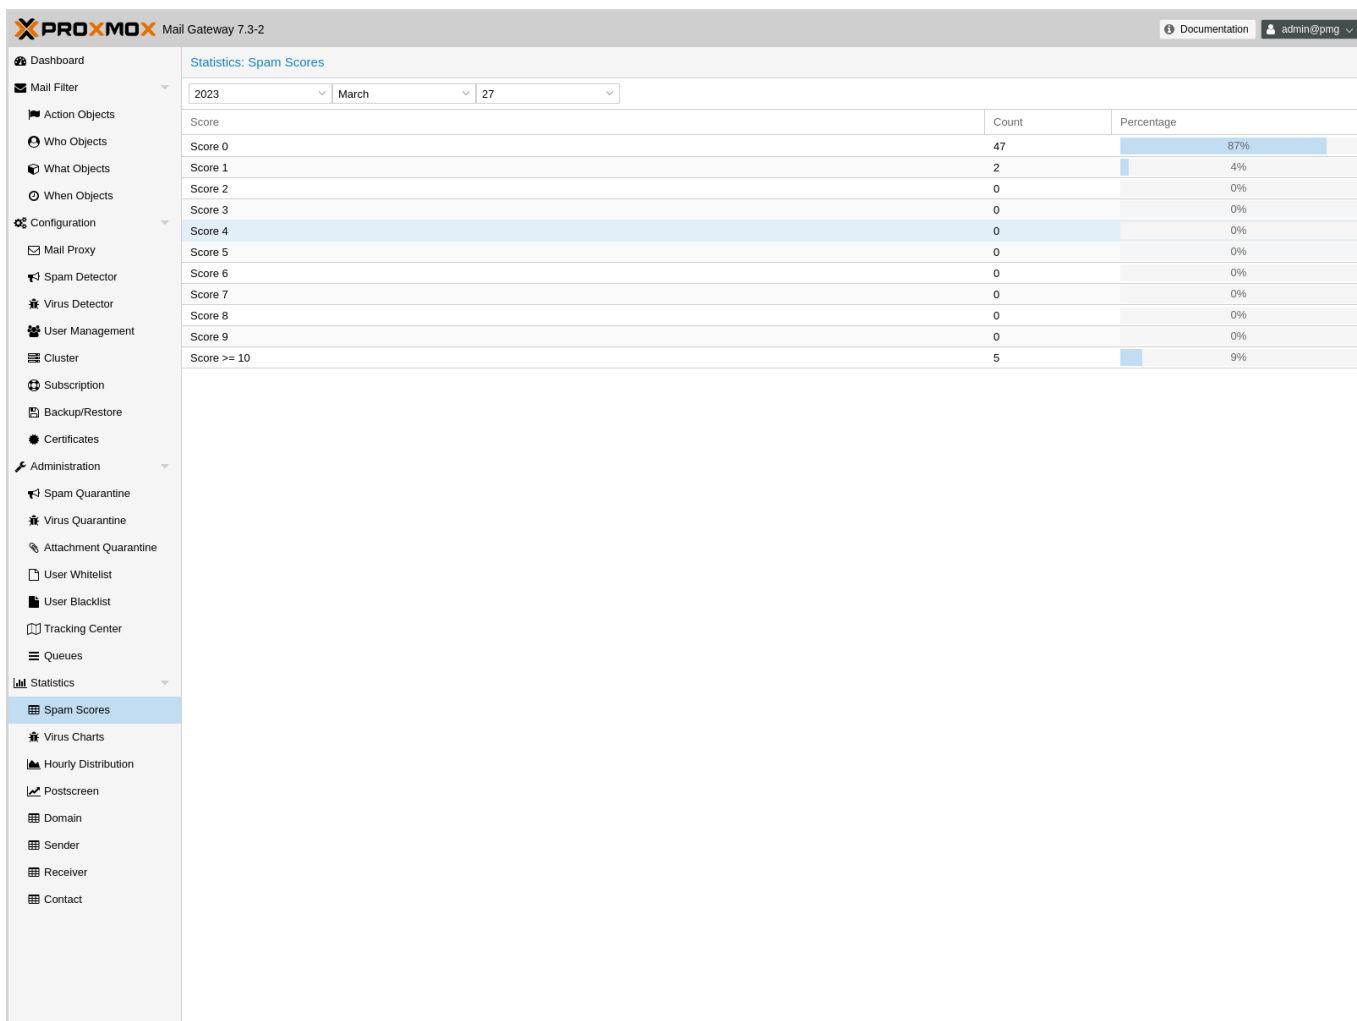 PROXMOX Mail Gateway 7.3-2 Documentation admin@pmg
Dashboard
Mail Filter
Action Objects
Who Objects
What Objects
When Objects
Configuration
Mail Proxy
Spam Detector
Virus Detector
User Management
Cluster
Subscription
Backup/Restore
Certificates
Administration
Spam Quarantine
Virus Quarantine
Attachment Quarantine
User Whitelist
User Blacklist
Tracking Center
Queues
Statistics
Spam Scores
Virus Charts
Hourly Distribution
Postscreen
Domain
Sender
Receiver
Contact
Statistics: Spam Scores
2023 March 27
Score Count Percentage
Score 0 47 87%
Score 1 2 4%
Score 2 0 0%
Score 3 0 0%
Score 4 0 0%
Score 5 0 0%
Score 6 0 0%
Score 7 0 0%
Score 8 0 0%
Score 9 0 0%
Score >= 10 5 9%